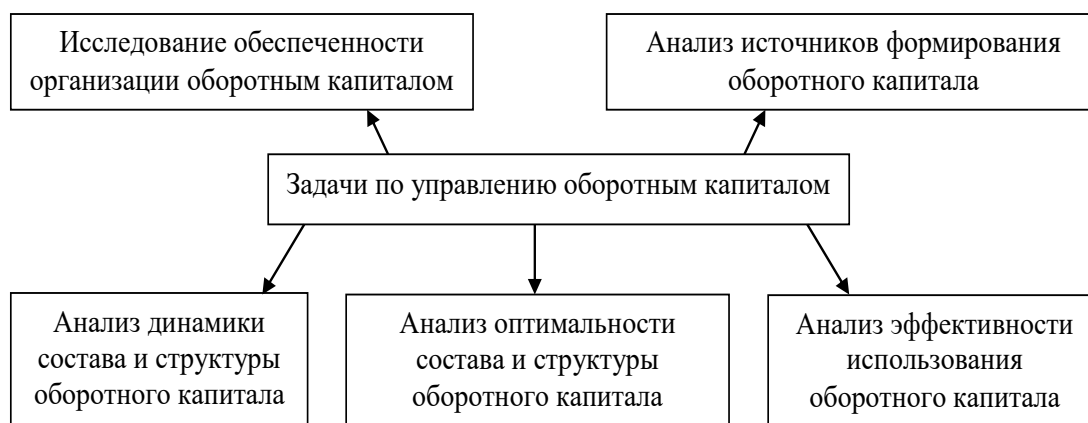 Исследование обеспеченности
организации оборотным капиталом
Анализ источников формирования
оборотного капитала
Задачи по управлению оборотным капиталом
Анализ динамики
состава и структуры
оборотного капитала
Анализ оптимальности
состава и структуры
оборотного капитала
Анализ эффективности
использования
оборотного капитала